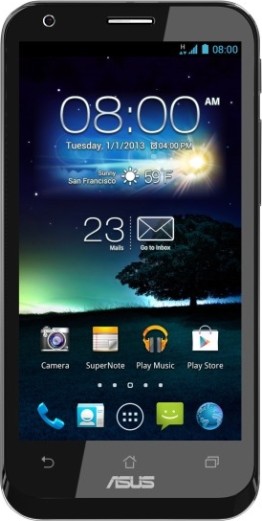 H 08:00
08:00 AM
Tuesday, 1/1/2013 04:00 PM
Sunny
San Francisco 59°F
23
Mails Go to Inbox
Camera SuperNote Play Music Play Store
ASUS